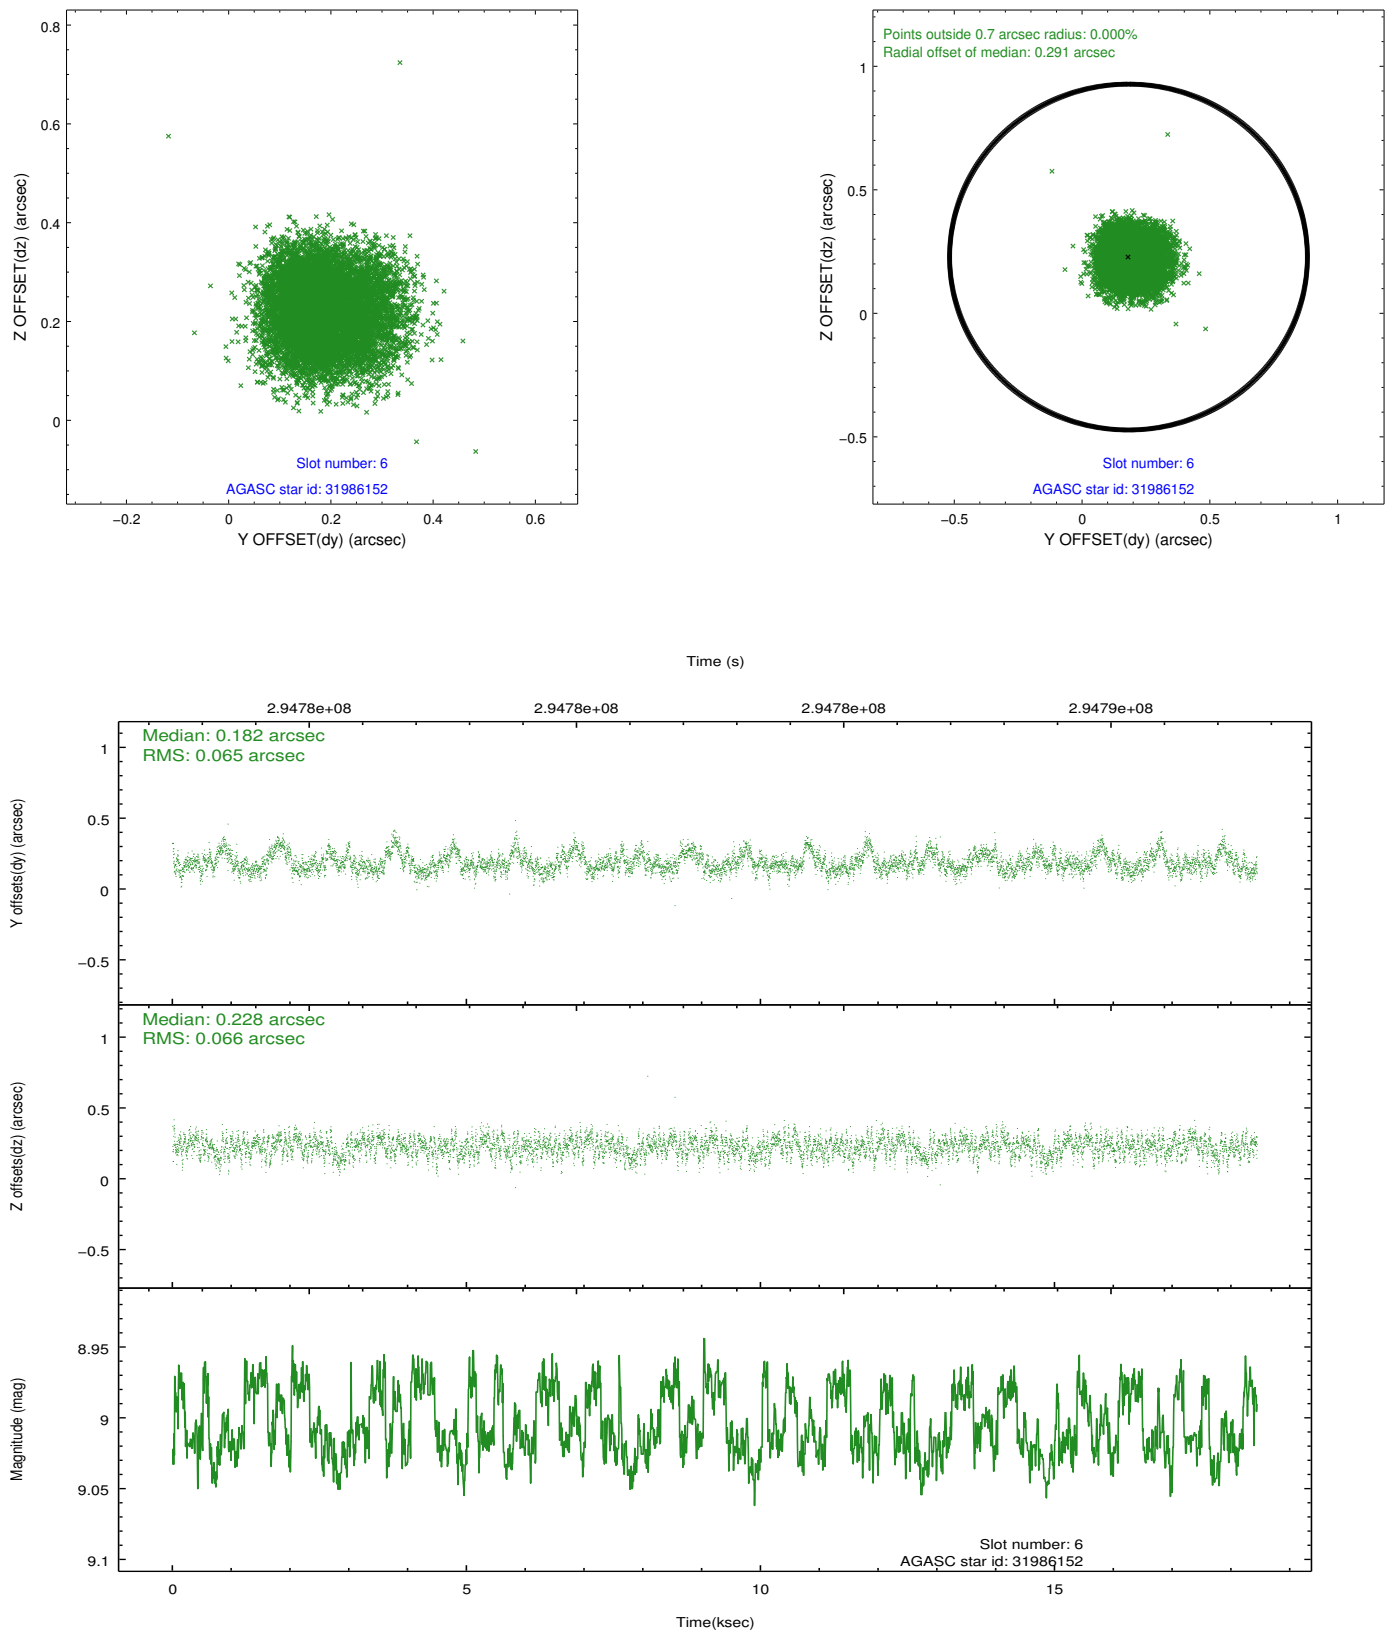 0.8
0.6
0.4
0.2
0
−0.2
0
0.2
0.4
0.6
Z OFFSET(dz) (arcsec)
Y OFFSET(dy) (arcsec)
Slot number: 6
AGASC star id: 31986152
Points outside 0.7 arcsec radius: 0.000%
Radial offset of median: 0.291 arcsec
1
0.5
0
−0.5
−0.5
0
0.5
1
Z OFFSET(dz) (arcsec)
Y OFFSET(dy) (arcsec)
Slot number: 6
AGASC star id: 31986152
Time (s)
2.9478e+08
2.9478e+08
2.9478e+08
2.9479e+08
Median: 0.182 arcsec
RMS: 0.065 arcsec
1
0.5
0
−0.5
Y offsets(dy) (arcsec)
Median: 0.228 arcsec
RMS: 0.066 arcsec
1
0.5
0
−0.5
Z offsets(dz) (arcsec)
8.95
9
9.05
9.1
Magnitude (mag)
Slot number: 6
AGASC star id: 31986152
0
5
10
15
Time(ksec)